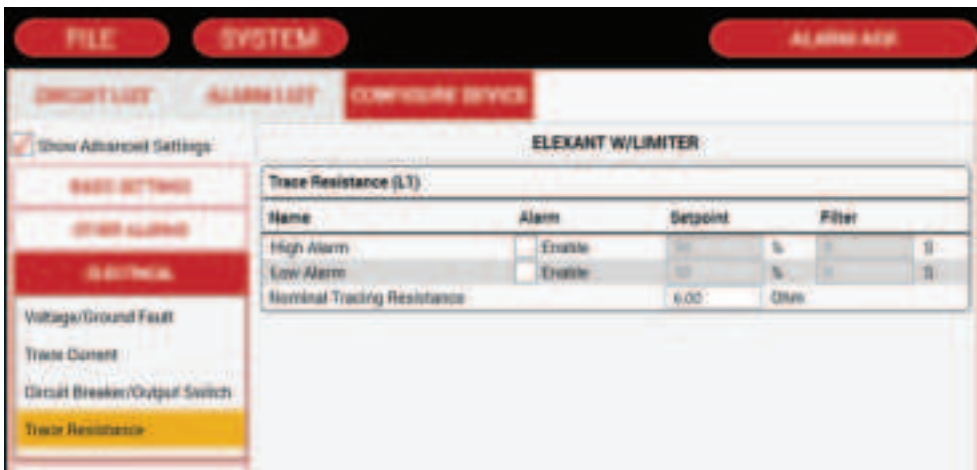 FILE SYSTEM ALARM ACK
CIRCUIT LIST ALARM LIST CONFIGURE DEVICE
Show Advanced Settings
ELEXANT W/LIMITER
BASIC SETTINGS
Trace Resistance (L1)
OTHER ALARMS
Name Alarm Setpoint Filter
High Alarm Enable % S
ELECTRICAL
Low Alarm Enable % S
Nominal Tracing Resistance 6.00 Ohm
Voltage/Ground Fault
Trace Current
Circuit Breaker/Output Switch
Trace Resistance